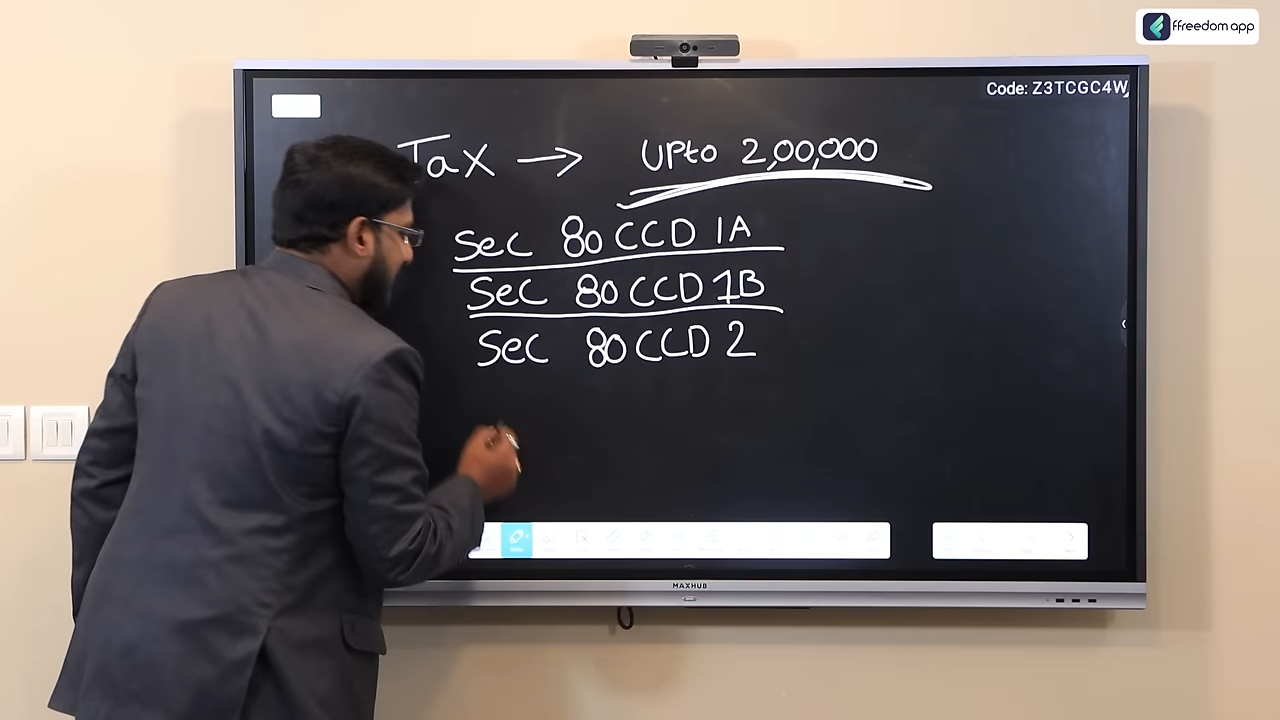 ffreedom app
Code: Z3TCGC4W
Tax → UPto 2,00,000
Sec 80 CCD 1A
Sec 80 CCD 1B
Sec 80 CCD 2
MAXHUB